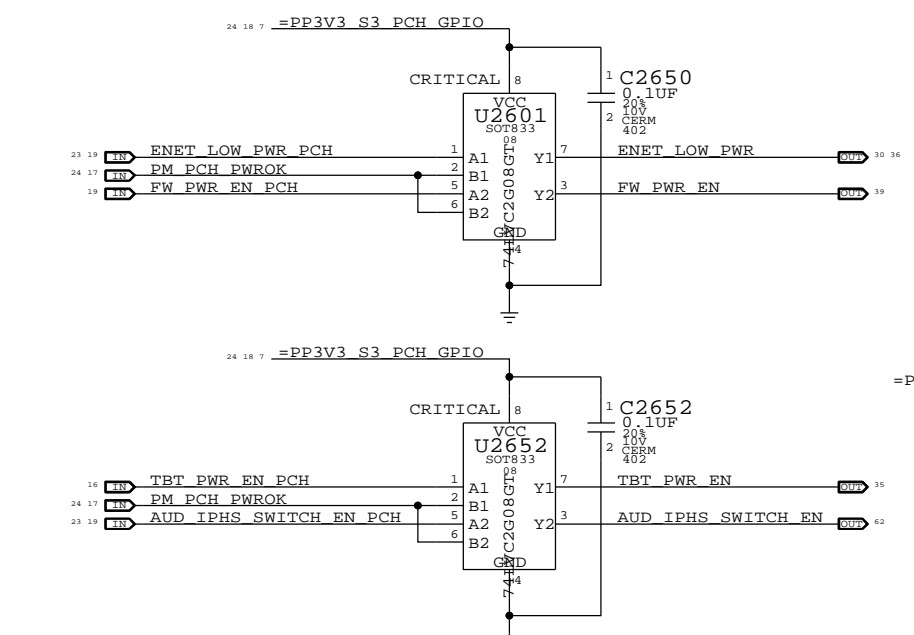 24 18 7 =PP3V3_S3_PCH_GPIO
CRITICAL 8
1 C2650
0.1UF
20%
10V
2 CERM
402
VCC
U2601
SOT833
08
23 19 IN ENET_LOW_PWR_PCH 1 A1 Y1 7 ENET_LOW_PWR OUT 30 36
24 17 IN PM_PCH_PWROK 2 B1
19 IN FW_PWR_EN_PCH 5 A2 Y2 3 FW_PWR_EN OUT 39
6 B2
74LVC2G08GT
GND
4
24 18 7 =PP3V3_S3_PCH_GPIO
=P
CRITICAL 8
1 C2652
0.1UF
20%
10V
2 CERM
402
VCC
U2652
SOT833
08
16 IN TBT_PWR_EN_PCH 1 A1 Y1 7 TBT_PWR_EN OUT 35
24 17 IN PM_PCH_PWROK 2 B1
23 19 IN AUD_IPHS_SWITCH_EN_PCH 5 A2 Y2 3 AUD_IPHS_SWITCH_EN OUT 62
6 B2
74LVC2G08GT
GND
4